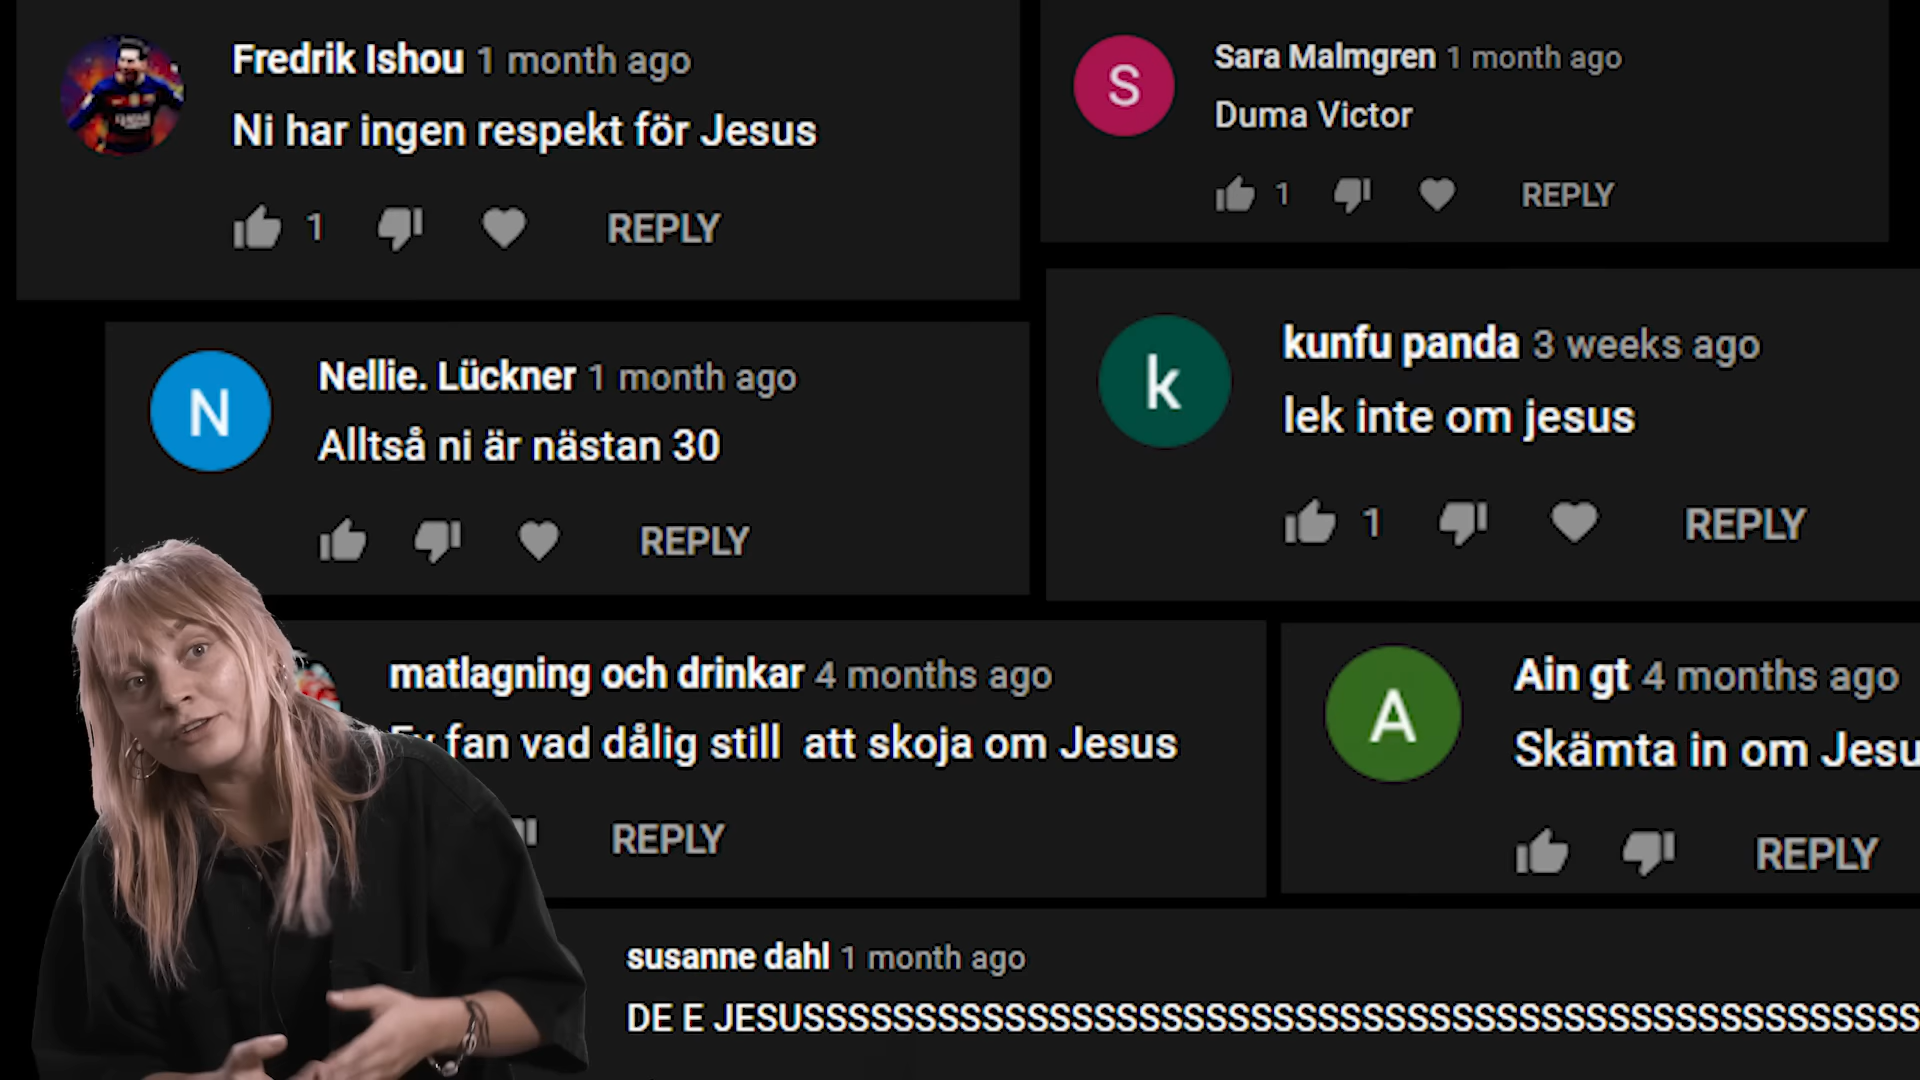 Fredrik Ishou 1 month ago
Ni har ingen respekt för Jesus
1 REPLY
Sara Malmgren 1 month ago
S
Duma Victor
1 REPLY
Nellie. Lückner 1 month ago
N
Alltså ni är nästan 30
REPLY
kunfu panda 3 weeks ago
k
lek inte om jesus
1 REPLY
matlagning och drinkar 4 months ago
fan vad dålig still att skoja om Jesus
REPLY
Ain gt 4 months ago
A
Skämta in om Jesu
REPLY
susanne dahl 1 month ago
DE E JESUSSSSSSSSSSSSSSSSSSSSSSSSSSSSSSSSSSSSSSSSSSSSSSSSS